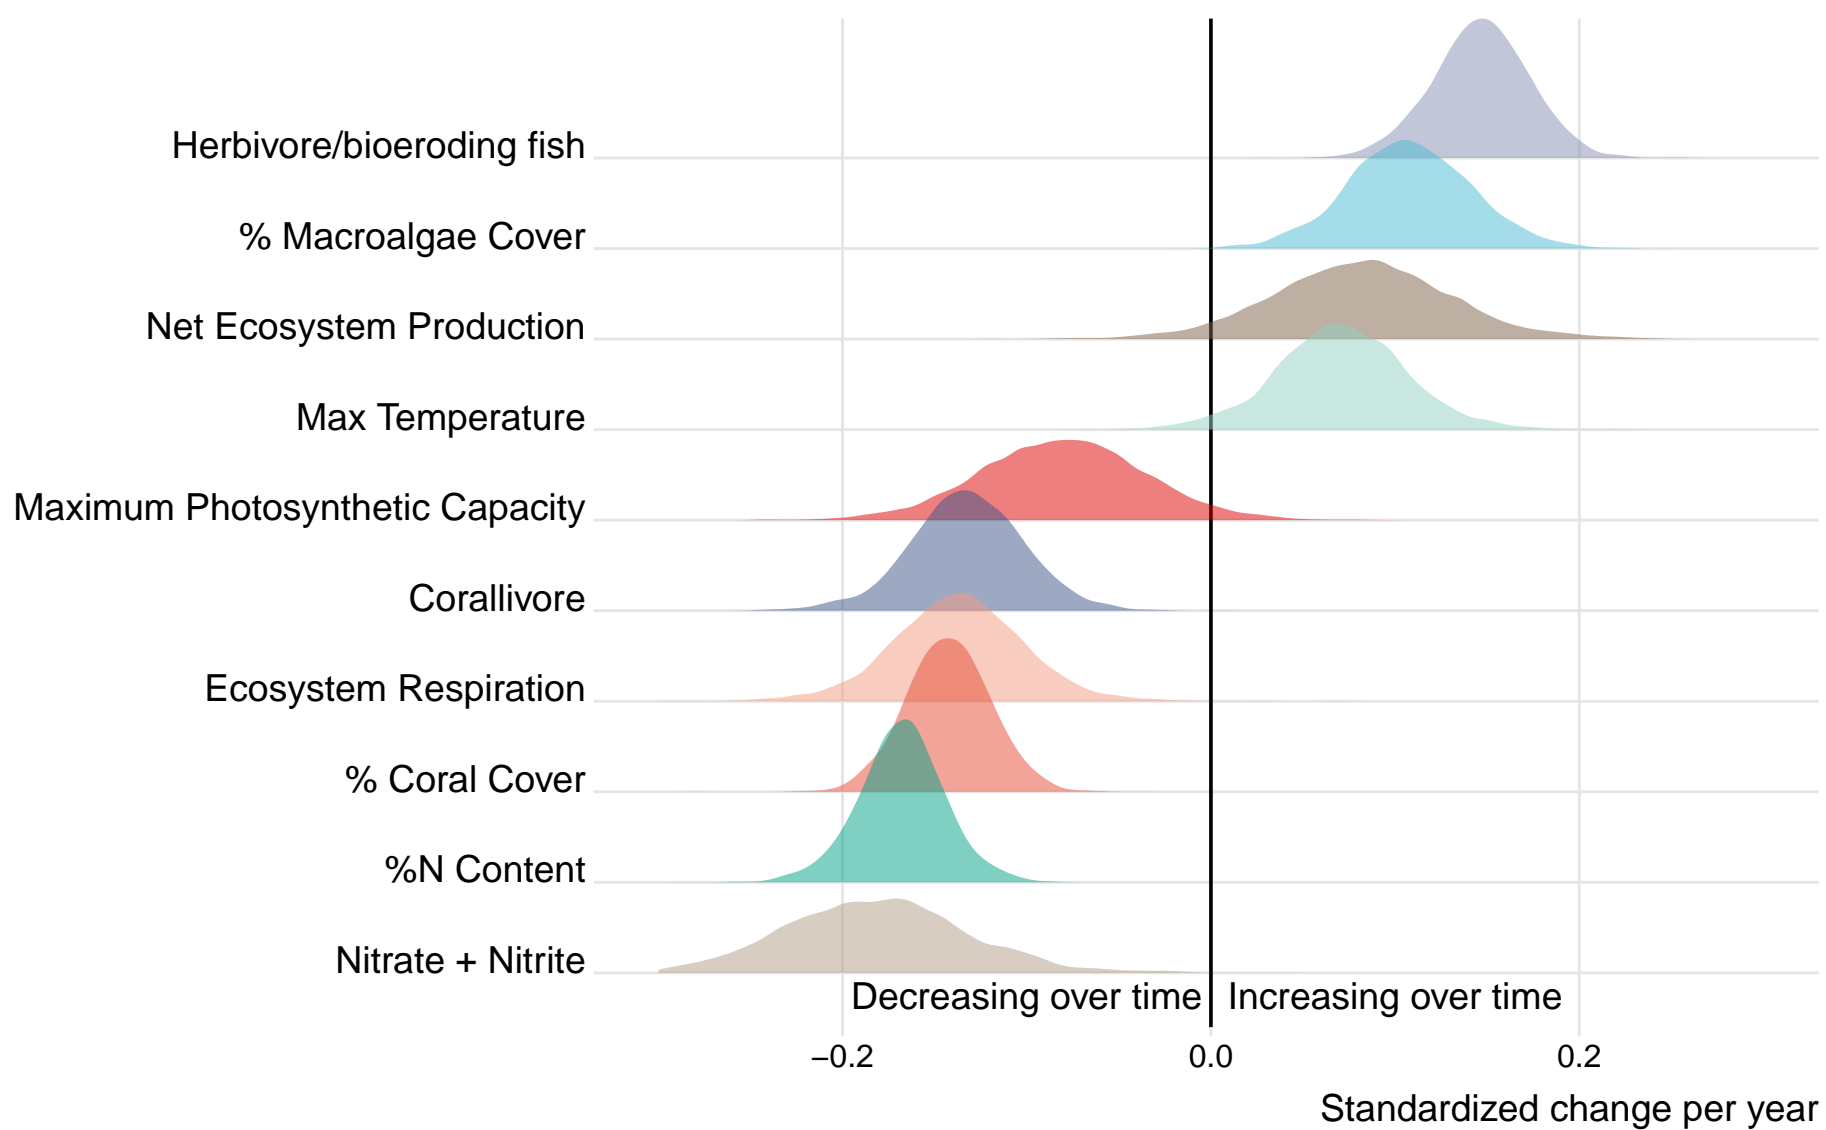 Herbivore/bioeroding fish
% Macroalgae Cover
Net Ecosystem Production
Max Temperature
Maximum Photosynthetic Capacity
Corallivore
Ecosystem Respiration
% Coral Cover
%N Content
Nitrate + Nitrite
Decreasing over time Increasing over time
−0.2 0.0 0.2
Standardized change per year